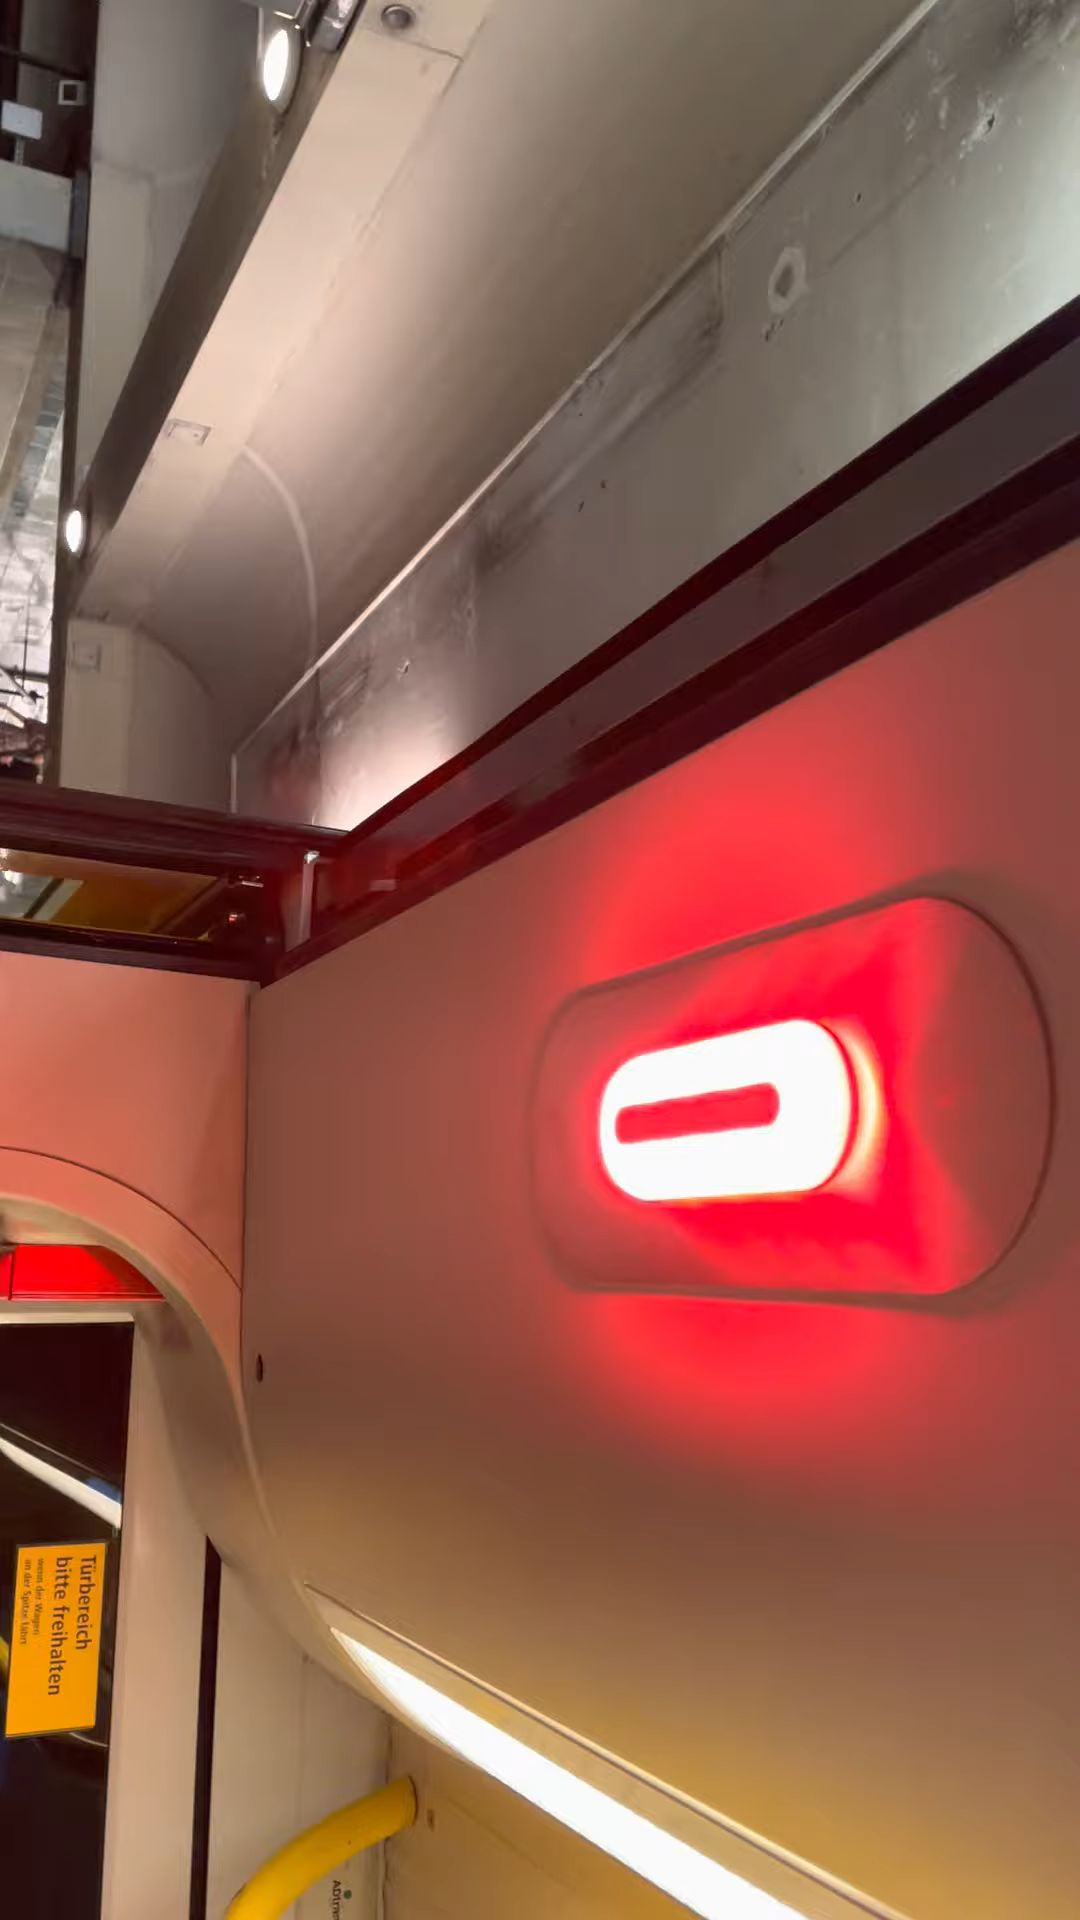 Türbereich
bitte freihalten
wenn der Wagen
an der Spitze fährt